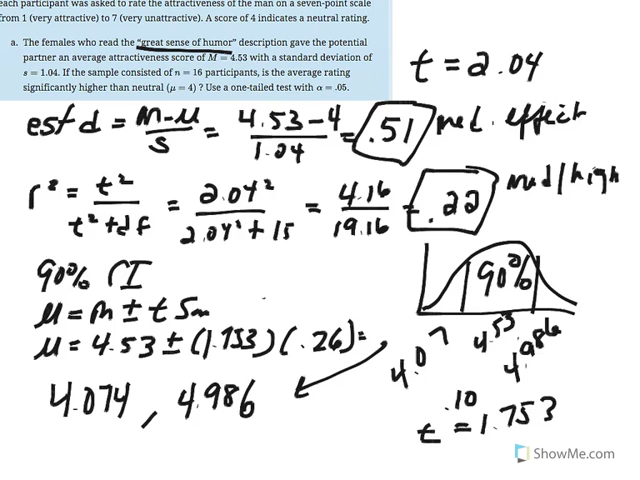 each participant was asked to rate the attractiveness of the man on a seven-point scale
from 1 (very attractive) to 7 (very unattractive). A score of 4 indicates a neutral rating.
a. The females who read the "great sense of humor" description gave the potential
partner an average attractiveness score of M = 4.53 with a standard deviation of
s = 1.04. If the sample consisted of n = 16 participants, is the average rating
significantly higher than neutral (μ = 4) ? Use a one-tailed test with α = .05.
t = 2.04
est d = M-μ/s = 4.53-4/1.04 = .51 med. effect
r² = t²/t²+df = 2.04²/2.04²+15 = 4.16/19.16 = .22 med/high
90% CI
90%
μ = M ± t Sm
μ = 4.53 ± (1.753)(.26)=
4.07 4.53 4.986
4.074, 4.986
.10
t = 1.753
ShowMe.com